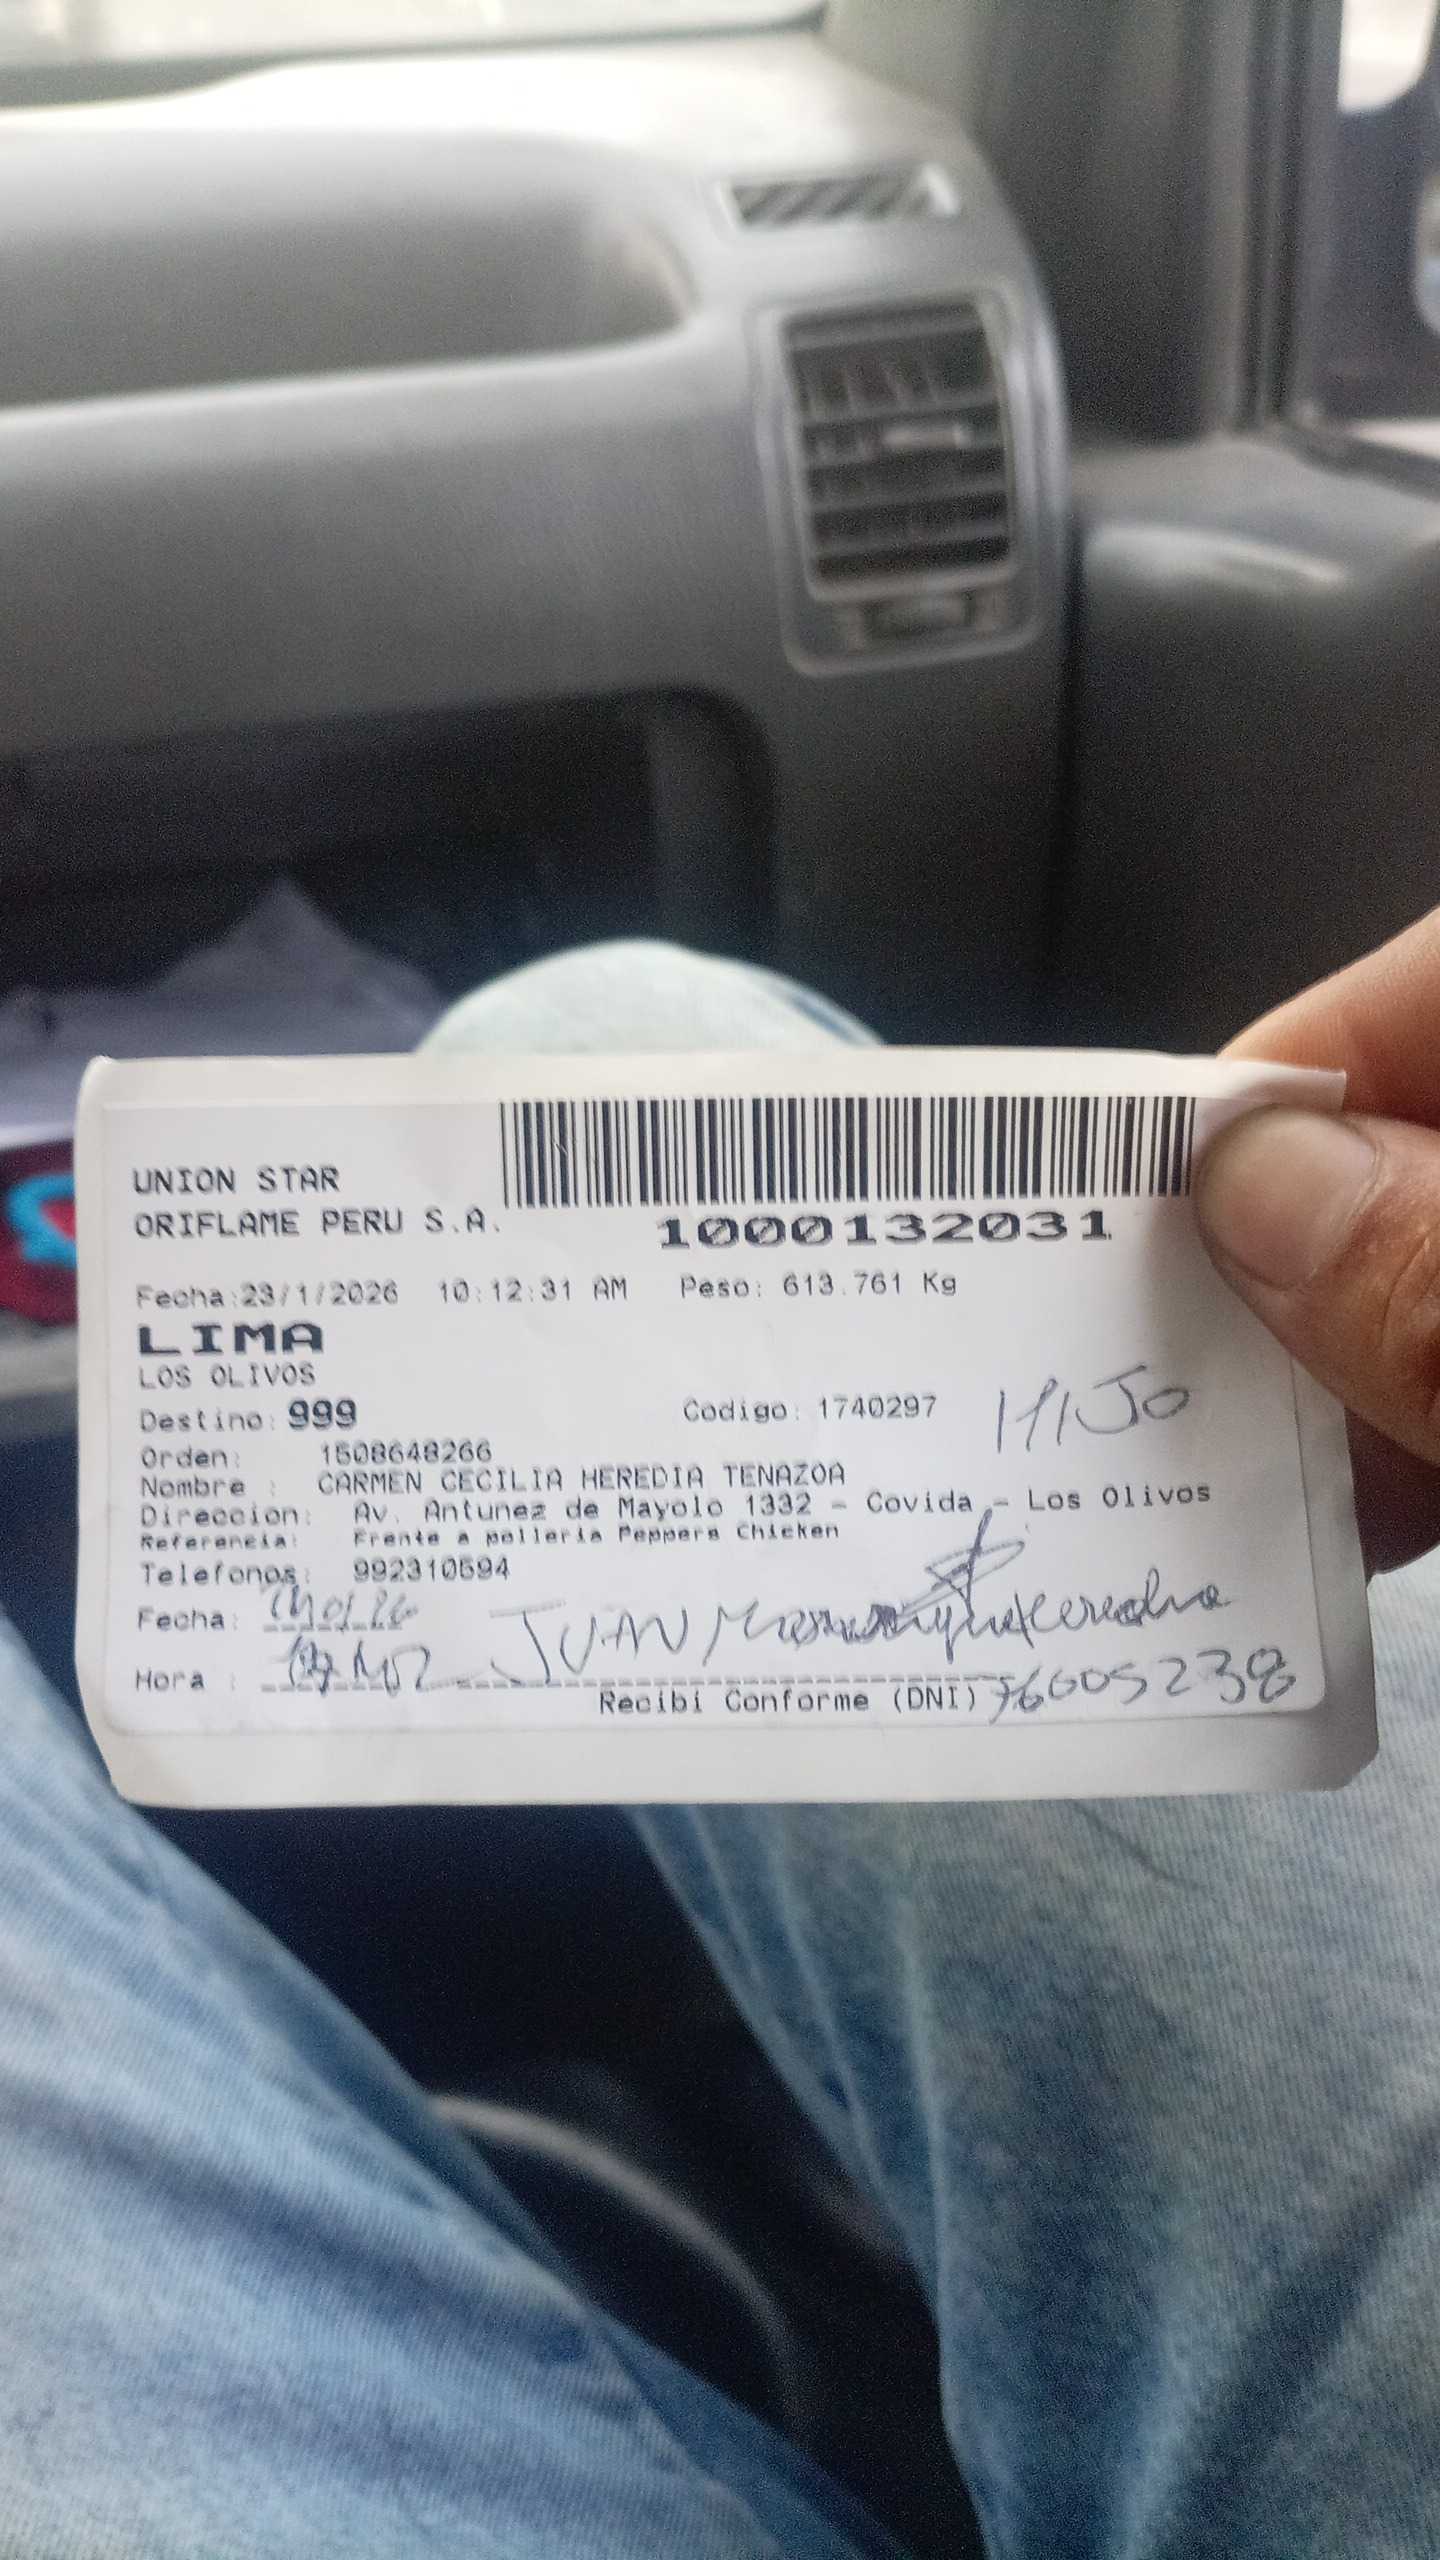 UNION STAR
ORIFLAME PERU S.A.
1000132031
Fecha:23/1/2026 10:12:31 AM Peso: 613.761 Kg
LIMA
LOS OLIVOS
Destino: 999 Codigo: 1740297 HIJO
Orden: 1508648266
Nombre : CARMEN CECILIA HEREDIA TENAZOA
Direccion: Av. Antunez de Mayolo 1332 - Covida - Los Olivos
Referencia: Frente a polleria Peppers Chicken
Telefonos: 992310594
Fecha:
JUAN
Hora :
Recibi Conforme (DNI) 76005238